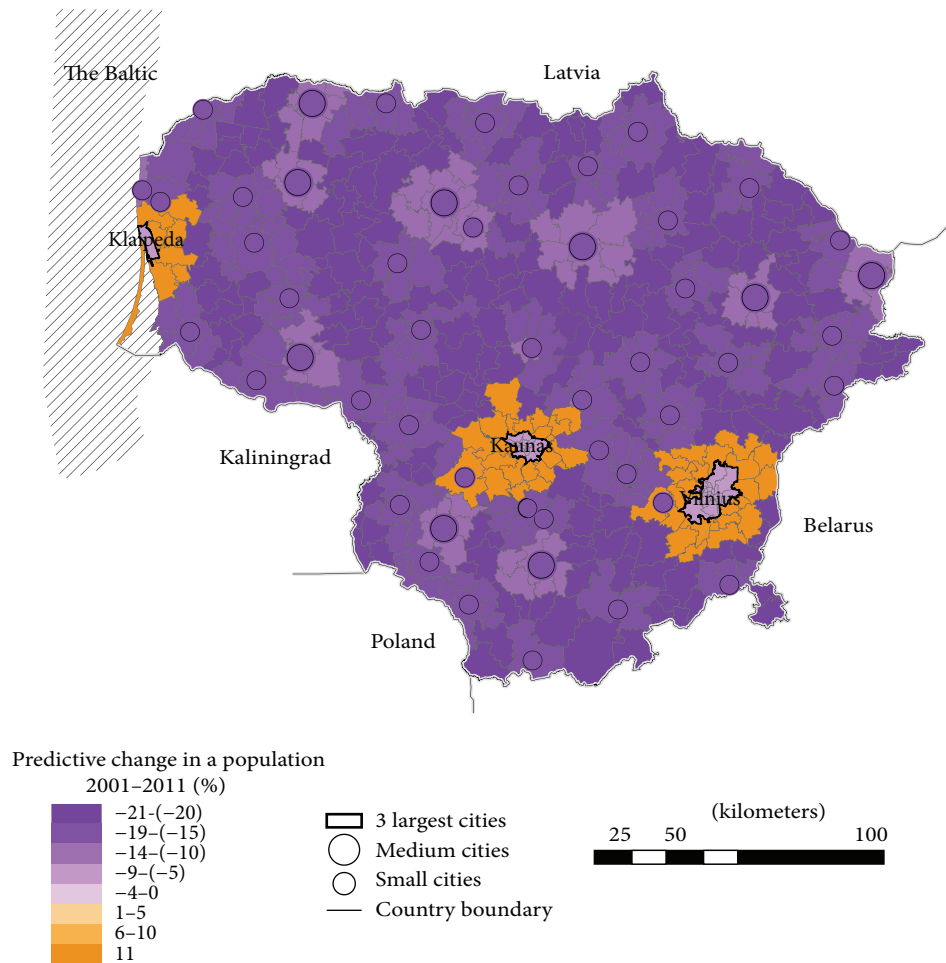 The Baltic
Latvia
Klaipeda
Kaunas
Kaliningrad
Vilnius
Belarus
Poland
Predictive change in a population
2001–2011 (%)
−21-(−20)
−19–(−15)
−14–(−10)
−9–(−5)
−4–0
1–5
6–10
11
3 largest cities
Medium cities
Small cities
Country boundary
(kilometers)
25 50 100